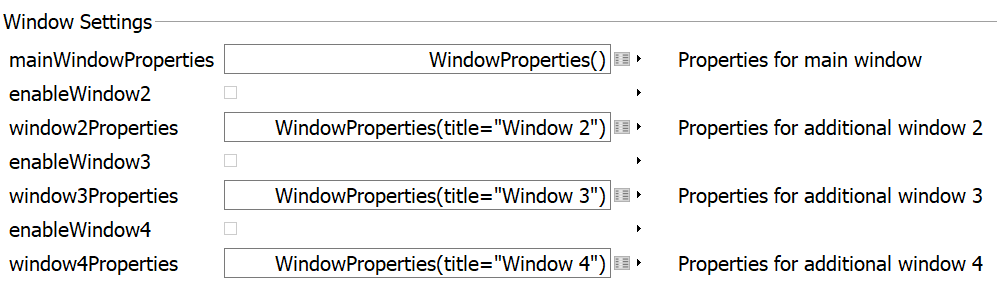 Window Settings
mainWindowProperties WindowProperties() Properties for main window
enableWindow2
window2Properties WindowProperties(title="Window 2") Properties for additional window 2
enableWindow3
window3Properties WindowProperties(title="Window 3") Properties for additional window 3
enableWindow4
window4Properties WindowProperties(title="Window 4") Properties for additional window 4